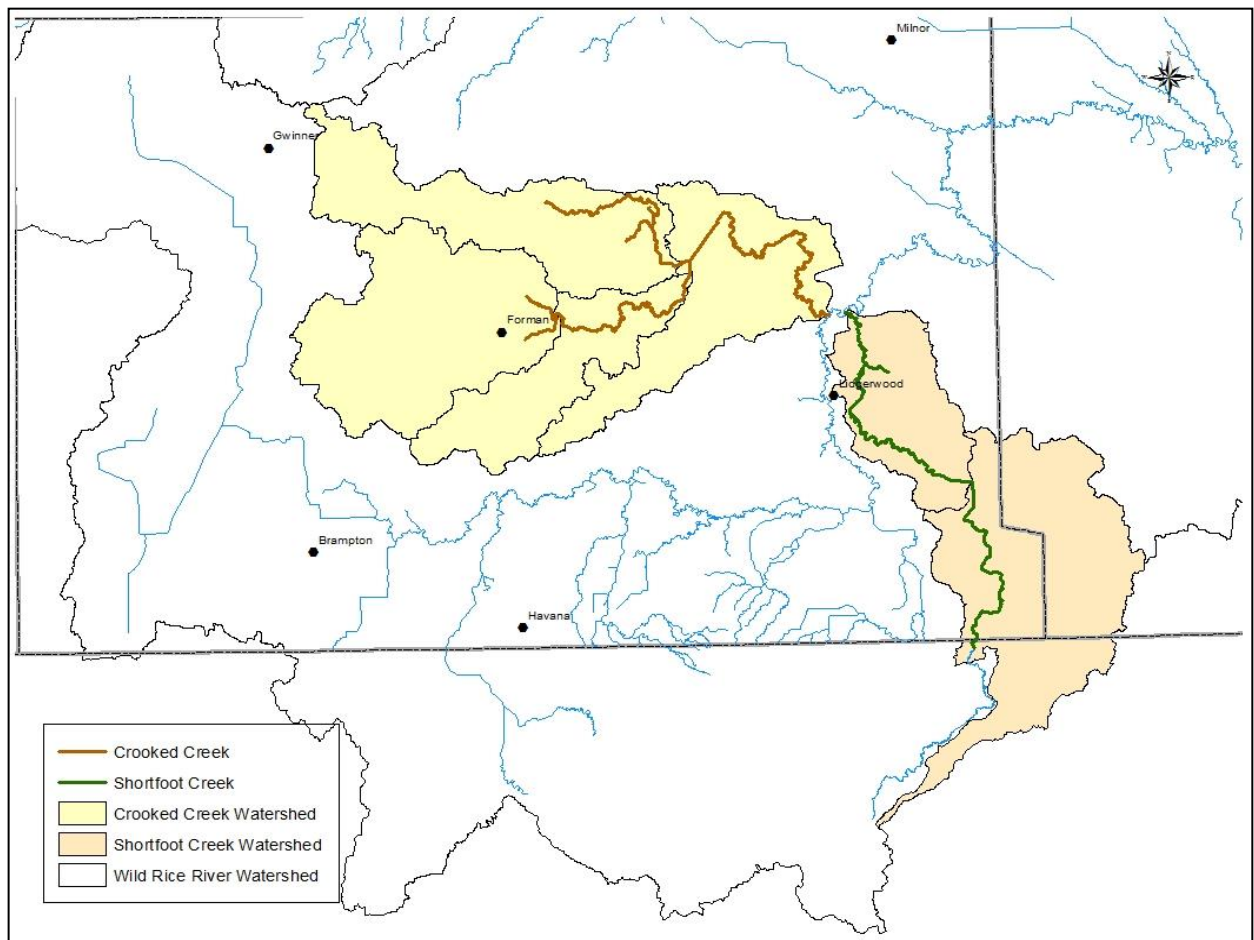 Milnor
Gwinner
Forman
Lidgerwood
Brampton
Havana
Crooked Creek
Shortfoot Creek
Crooked Creek Watershed
Shortfoot Creek Watershed
Wild Rice River Watershed